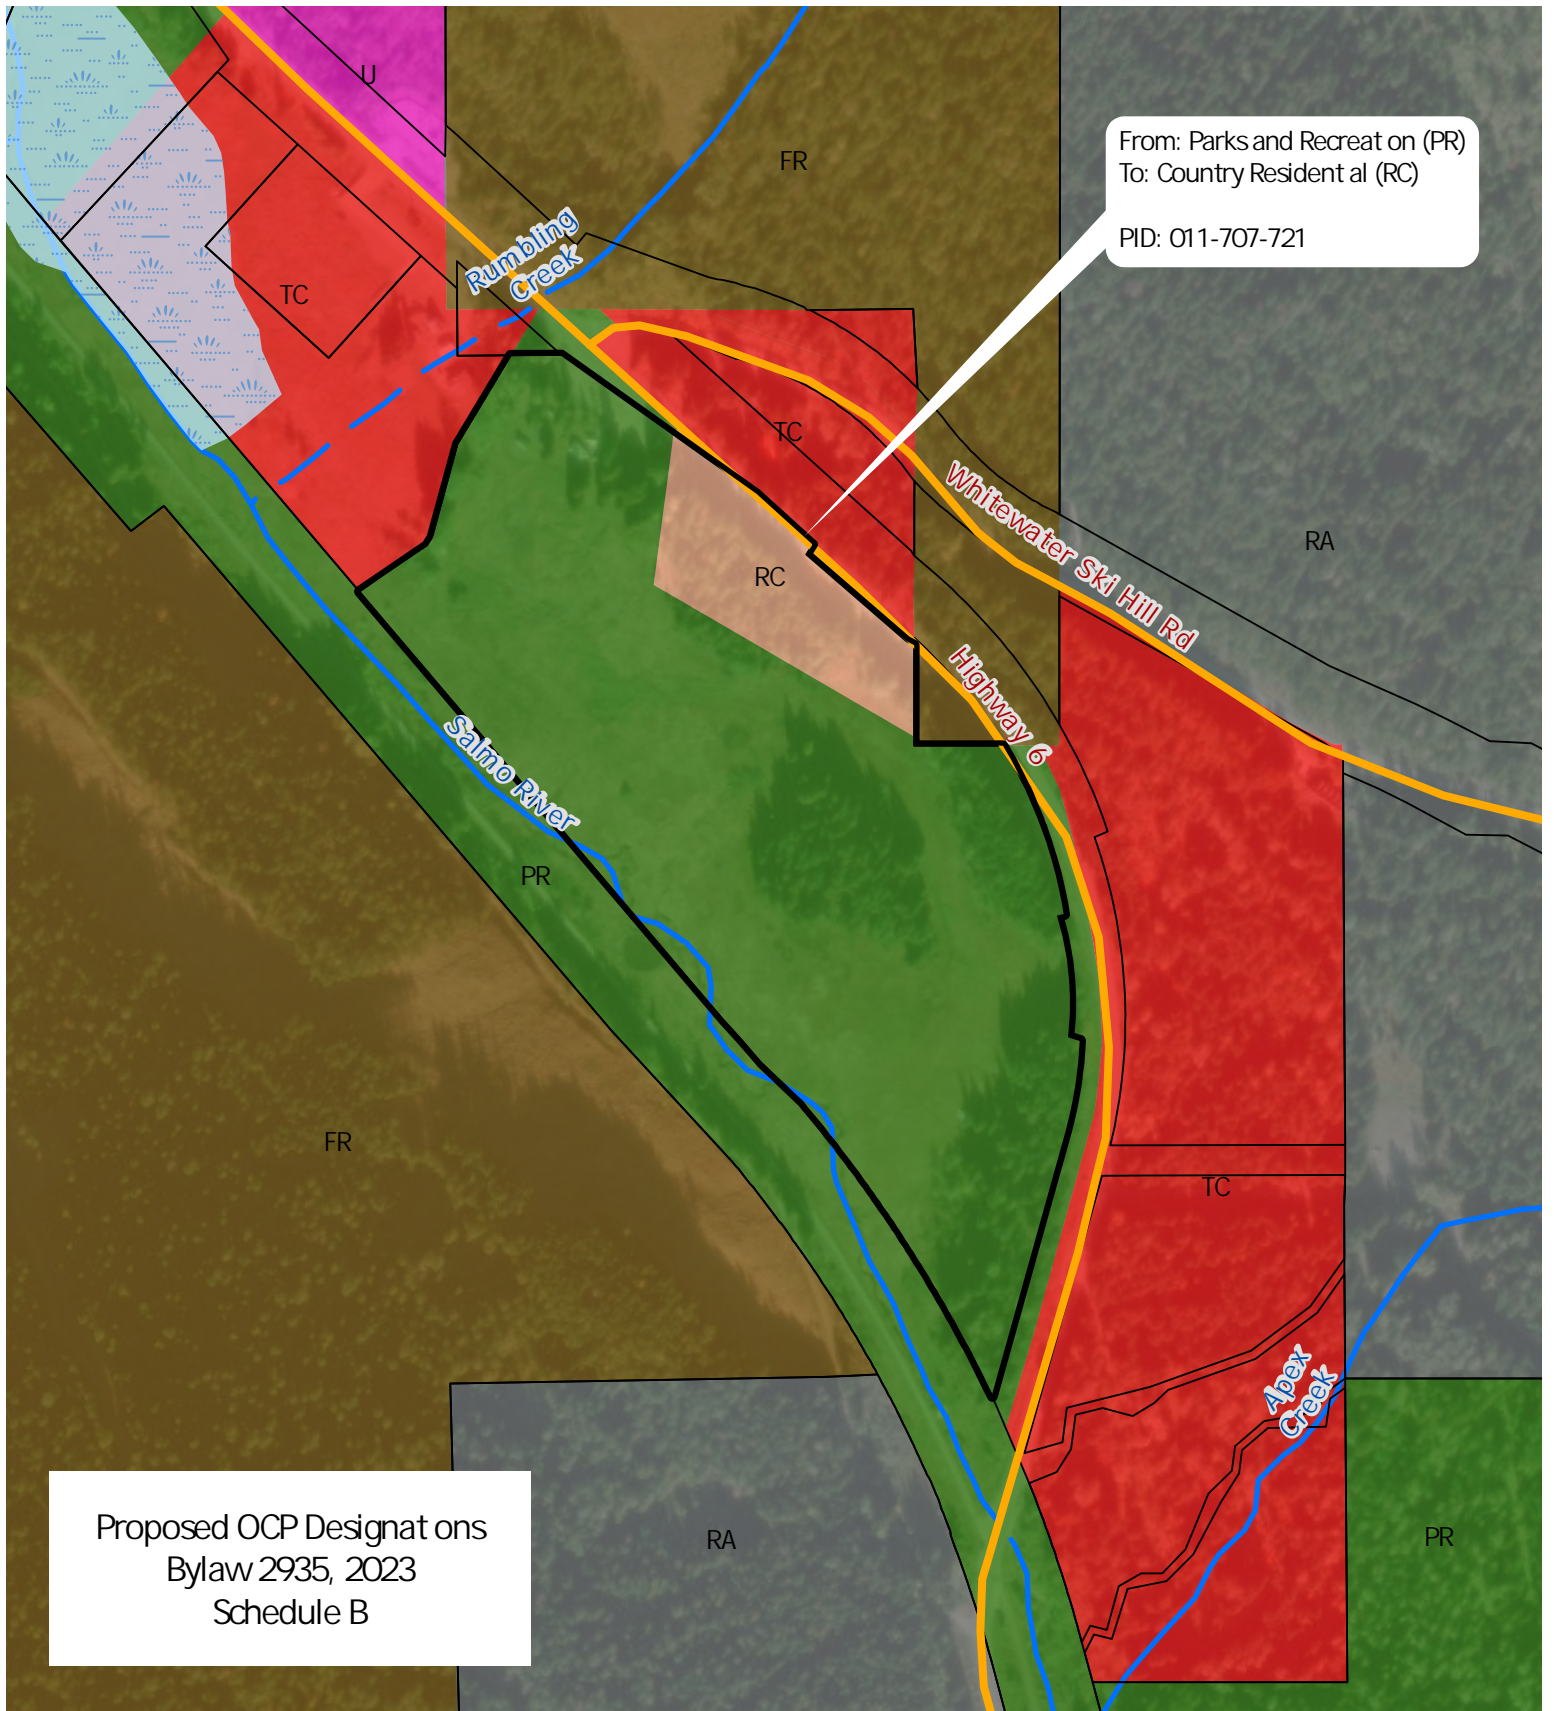 U
FR
From: Parks and Recreat on (PR)
To: Country Resident al (RC)
PID: 011-707-721
Rumbling
Creek
TC
TC
Whitewater Ski Hill Rd
RA
RC
Highway 6
Salmo River
PR
FR
TC
Apex
Creek
Proposed OCP Designat ons
Bylaw 2935, 2023
Schedule B
RA
PR